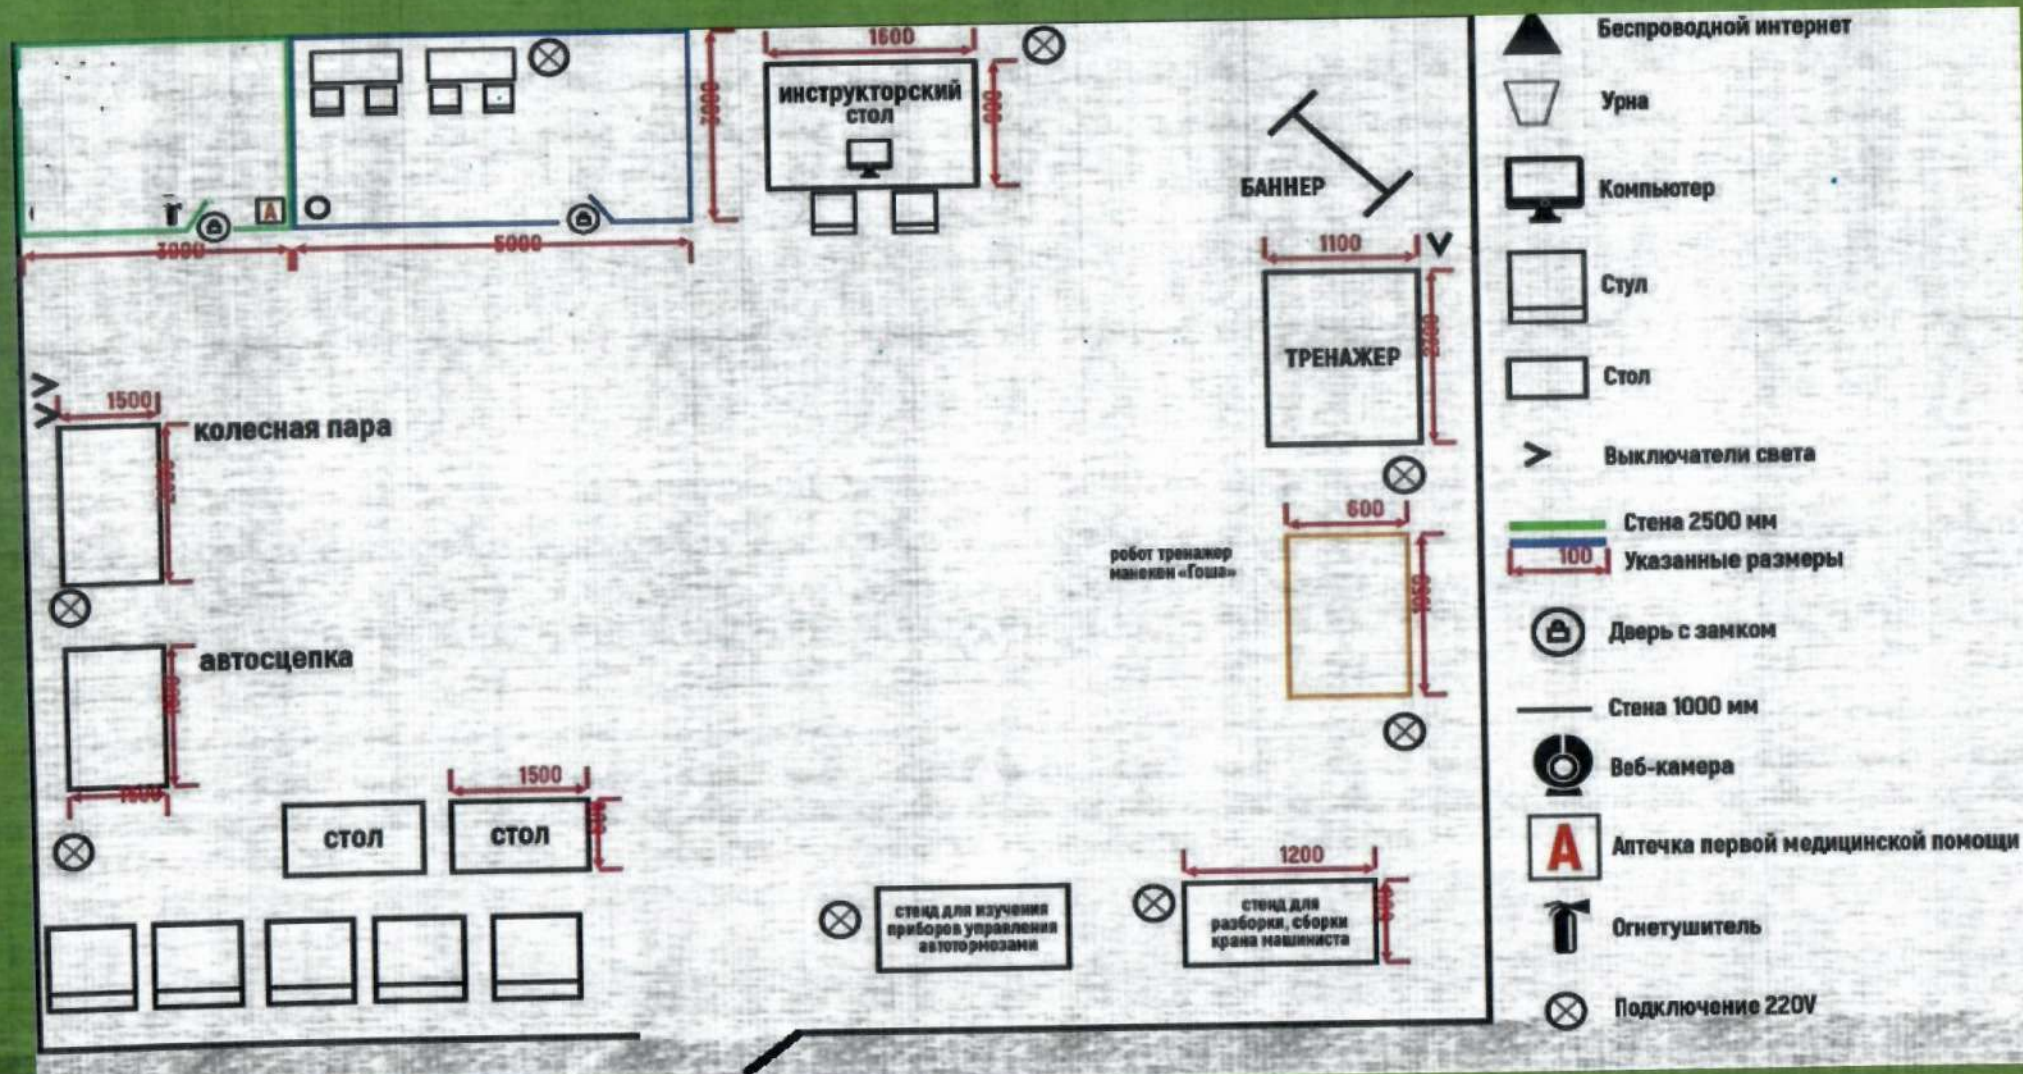 1600
инструкторский
стол
БАННЕР
А
3000
5000
1100
ТРЕНАЖЕР
1500
колесная пара
600
робот тренажер
манекен «Гоша»
1050
автосцепка
1500
1500
стол
стол
1200
стенд для изучения
приборов управления
автотормозами
стенд для
разборки, сборки
крана машиниста
Беспроводной интернет
Урна
Компьютер
Стул
Стол
Выключатели света
Стена 2500 мм
100
Указанные размеры
Дверь с замком
Стена 1000 мм
Веб-камера
А
Аптечка первой медицинской помощи
Огнетушитель
Подключение 220V